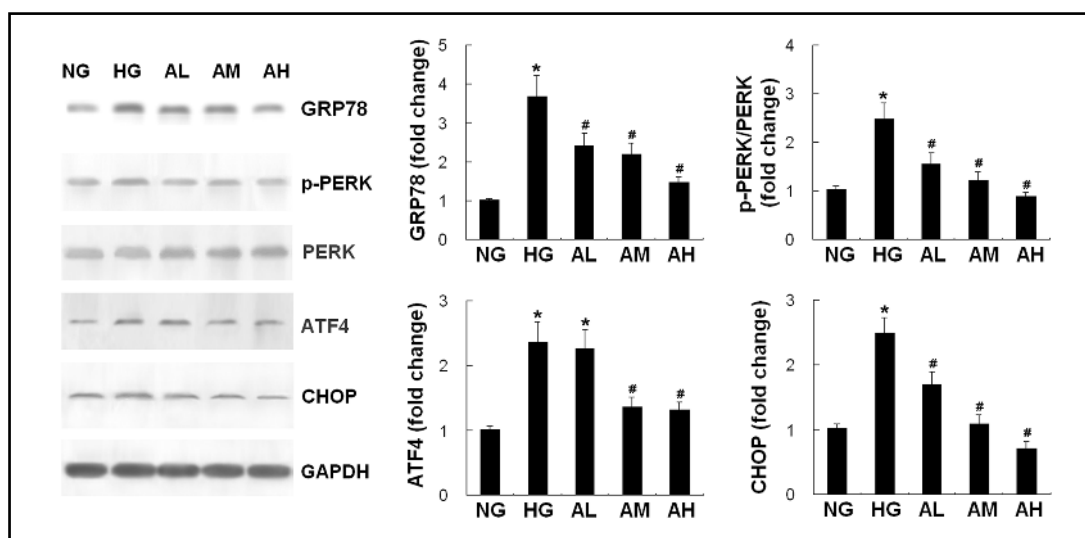 NG HG AL AM AH
GRP78
p-PERK
PERK
ATF4
CHOP
GAPDH
GRP78 (fold change)
5
4
3
2
1
0
*
#
#
#
NG HG AL AM AH
p-PERK/PERK
(fold change)
4
3
2
1
0
*
#
#
#
NG HG AL AM AH
ATF4 (fold change)
3
2
1
0
*
*
#
#
NG HG AL AM AH
CHOP (fold change)
3
2
1
0
*
#
#
#
NG HG AL AM AH